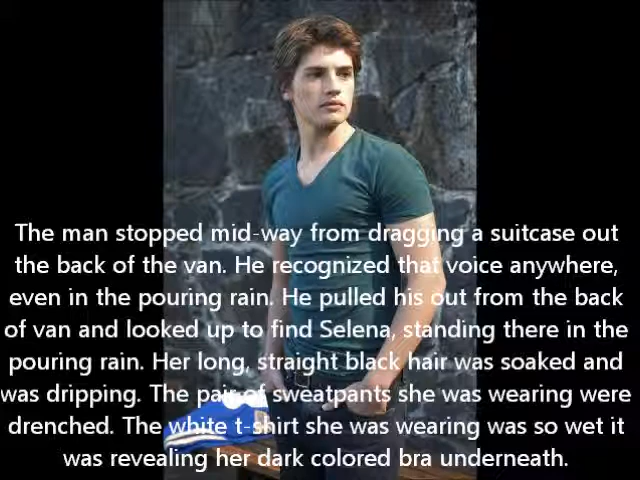 The man stopped mid-way from dragging a suitcase out
the back of the van. He recognized that voice anywhere,
even in the pouring rain. He pulled his out from the back
of van and looked up to find Selena, standing there in the
pouring rain. Her long, straight black hair was soaked and
was dripping. The pair of sweatpants she was wearing were
drenched. The white t-shirt she was wearing was so wet it
was revealing her dark colored bra underneath.